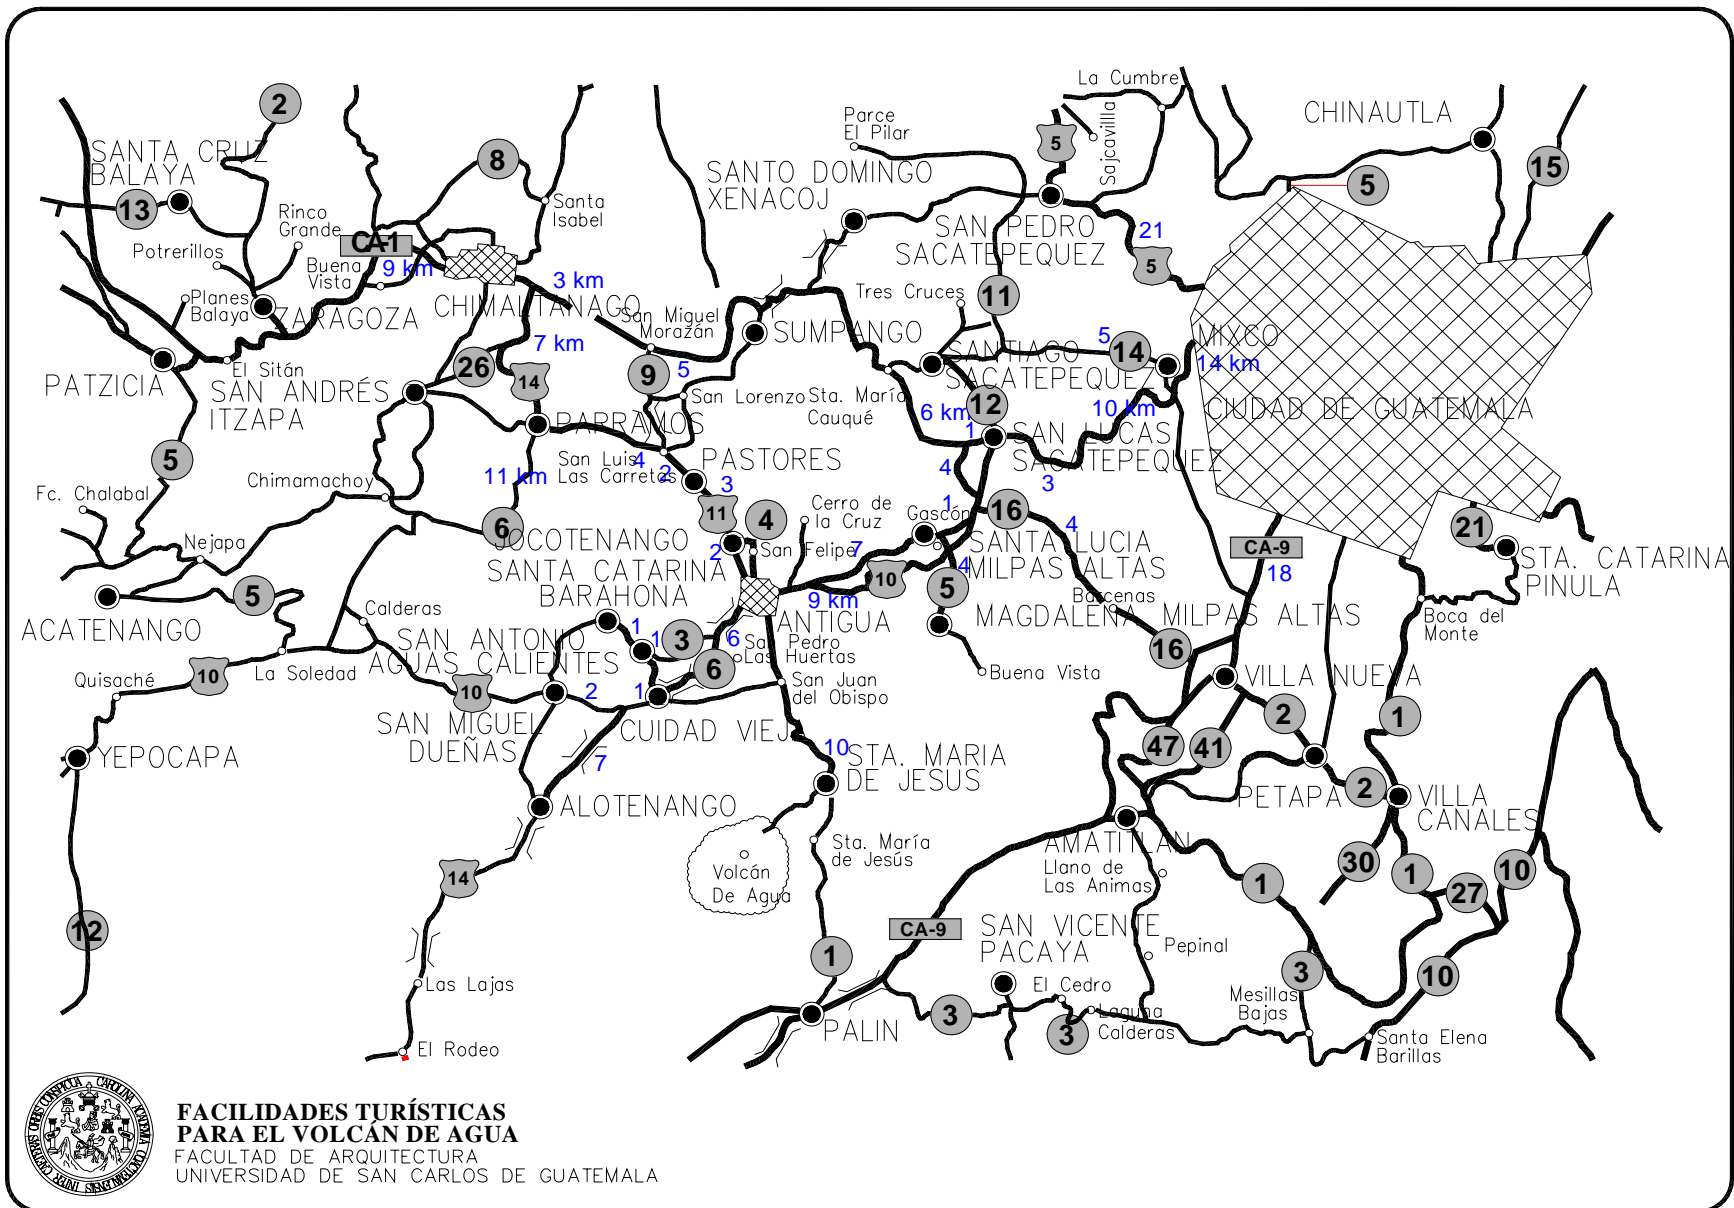 La Cumbre
2
CHINAUTLA
Parce
El Pilar
Sajcavilla
5
SANTA CRUZ
BALAYA
8
SANTO DOMINGO
XENACOJ
15
5
13
Rinco
Grande
Santa
Isabel
SAN PEDRO
SACATEPEQUEZ
21
Potrerillos
CA-1
Buena
Vista
9 km
5
3 km
Planes
Balaya
ZARAGOZA
CHIMALTANAGO
San Miguel
Morazán
Tres Cruces
11
SUMPANGO
7 km
5
14
MIXCO
14 km
El Sitán
PATZICIA
26
14
9
5
SANTIAGO
SACATEPEQUEZ
SAN ANDRÉS
ITZAPA
San Lorenzo
Sta. María
Cauqué
12
6 km
10 km
CIUDAD DE GUATEMALA
PARRAMOS
1
SAN LUCAS
SACATEPEQUEZ
5
San Luis
Las Carretas
4
2
PASTORES
4
3
Chimamachoy
11 km
3
Fc. Chalabal
Cerro de
la Cruz
1
16
11
4
Gascón
4
21
6
Nejapa
JOCOTENANGO
2
San Felipe
7
SANTA LUCIA
MILPAS ALTAS
CA-9
18
STA. CATARINA
PINULA
SANTA CATARINA
BARAHONA
10
4
5
ACATENANGO
5
Calderas
9 km
ANTIGUA
MAGDALENA MILPAS ALTAS
Barcenas
Boca del
Monte
SAN ANTONIO
AGUAS CALIENTES
1
1
3
6
San Pedro
Las Huertas
16
La Soledad
10
Quisaché
10
2
1
6
San Juan
del Obispo
Buena Vista
VILLA NUEVA
SAN MIGUEL
DUEÑAS
CUIDAD VIEJ
2
1
47
41
YEPOCAPA
7
10
STA. MARIA
DE JESUS
PETAPA
2
VILLA
CANALES
ALOTENANGO
AMATITLAN
Sta. María
de Jesús
Volcán
De Agua
Llano de
Las Animas
30
1
10
14
1
27
12
CA-9
SAN VICENTE
PACAYA
Pepinal
1
3
10
Las Lajas
El Cedro
Mesillas
Bajas
3
Laguna
Calderas
3
PALIN
Santa Elena
Barillas
El Rodeo
FACILIDADES TURÍSTICAS
PARA EL VOLCÁN DE AGUA
FACULTAD DE ARQUITECTURA
UNIVERSIDAD DE SAN CARLOS DE GUATEMALA